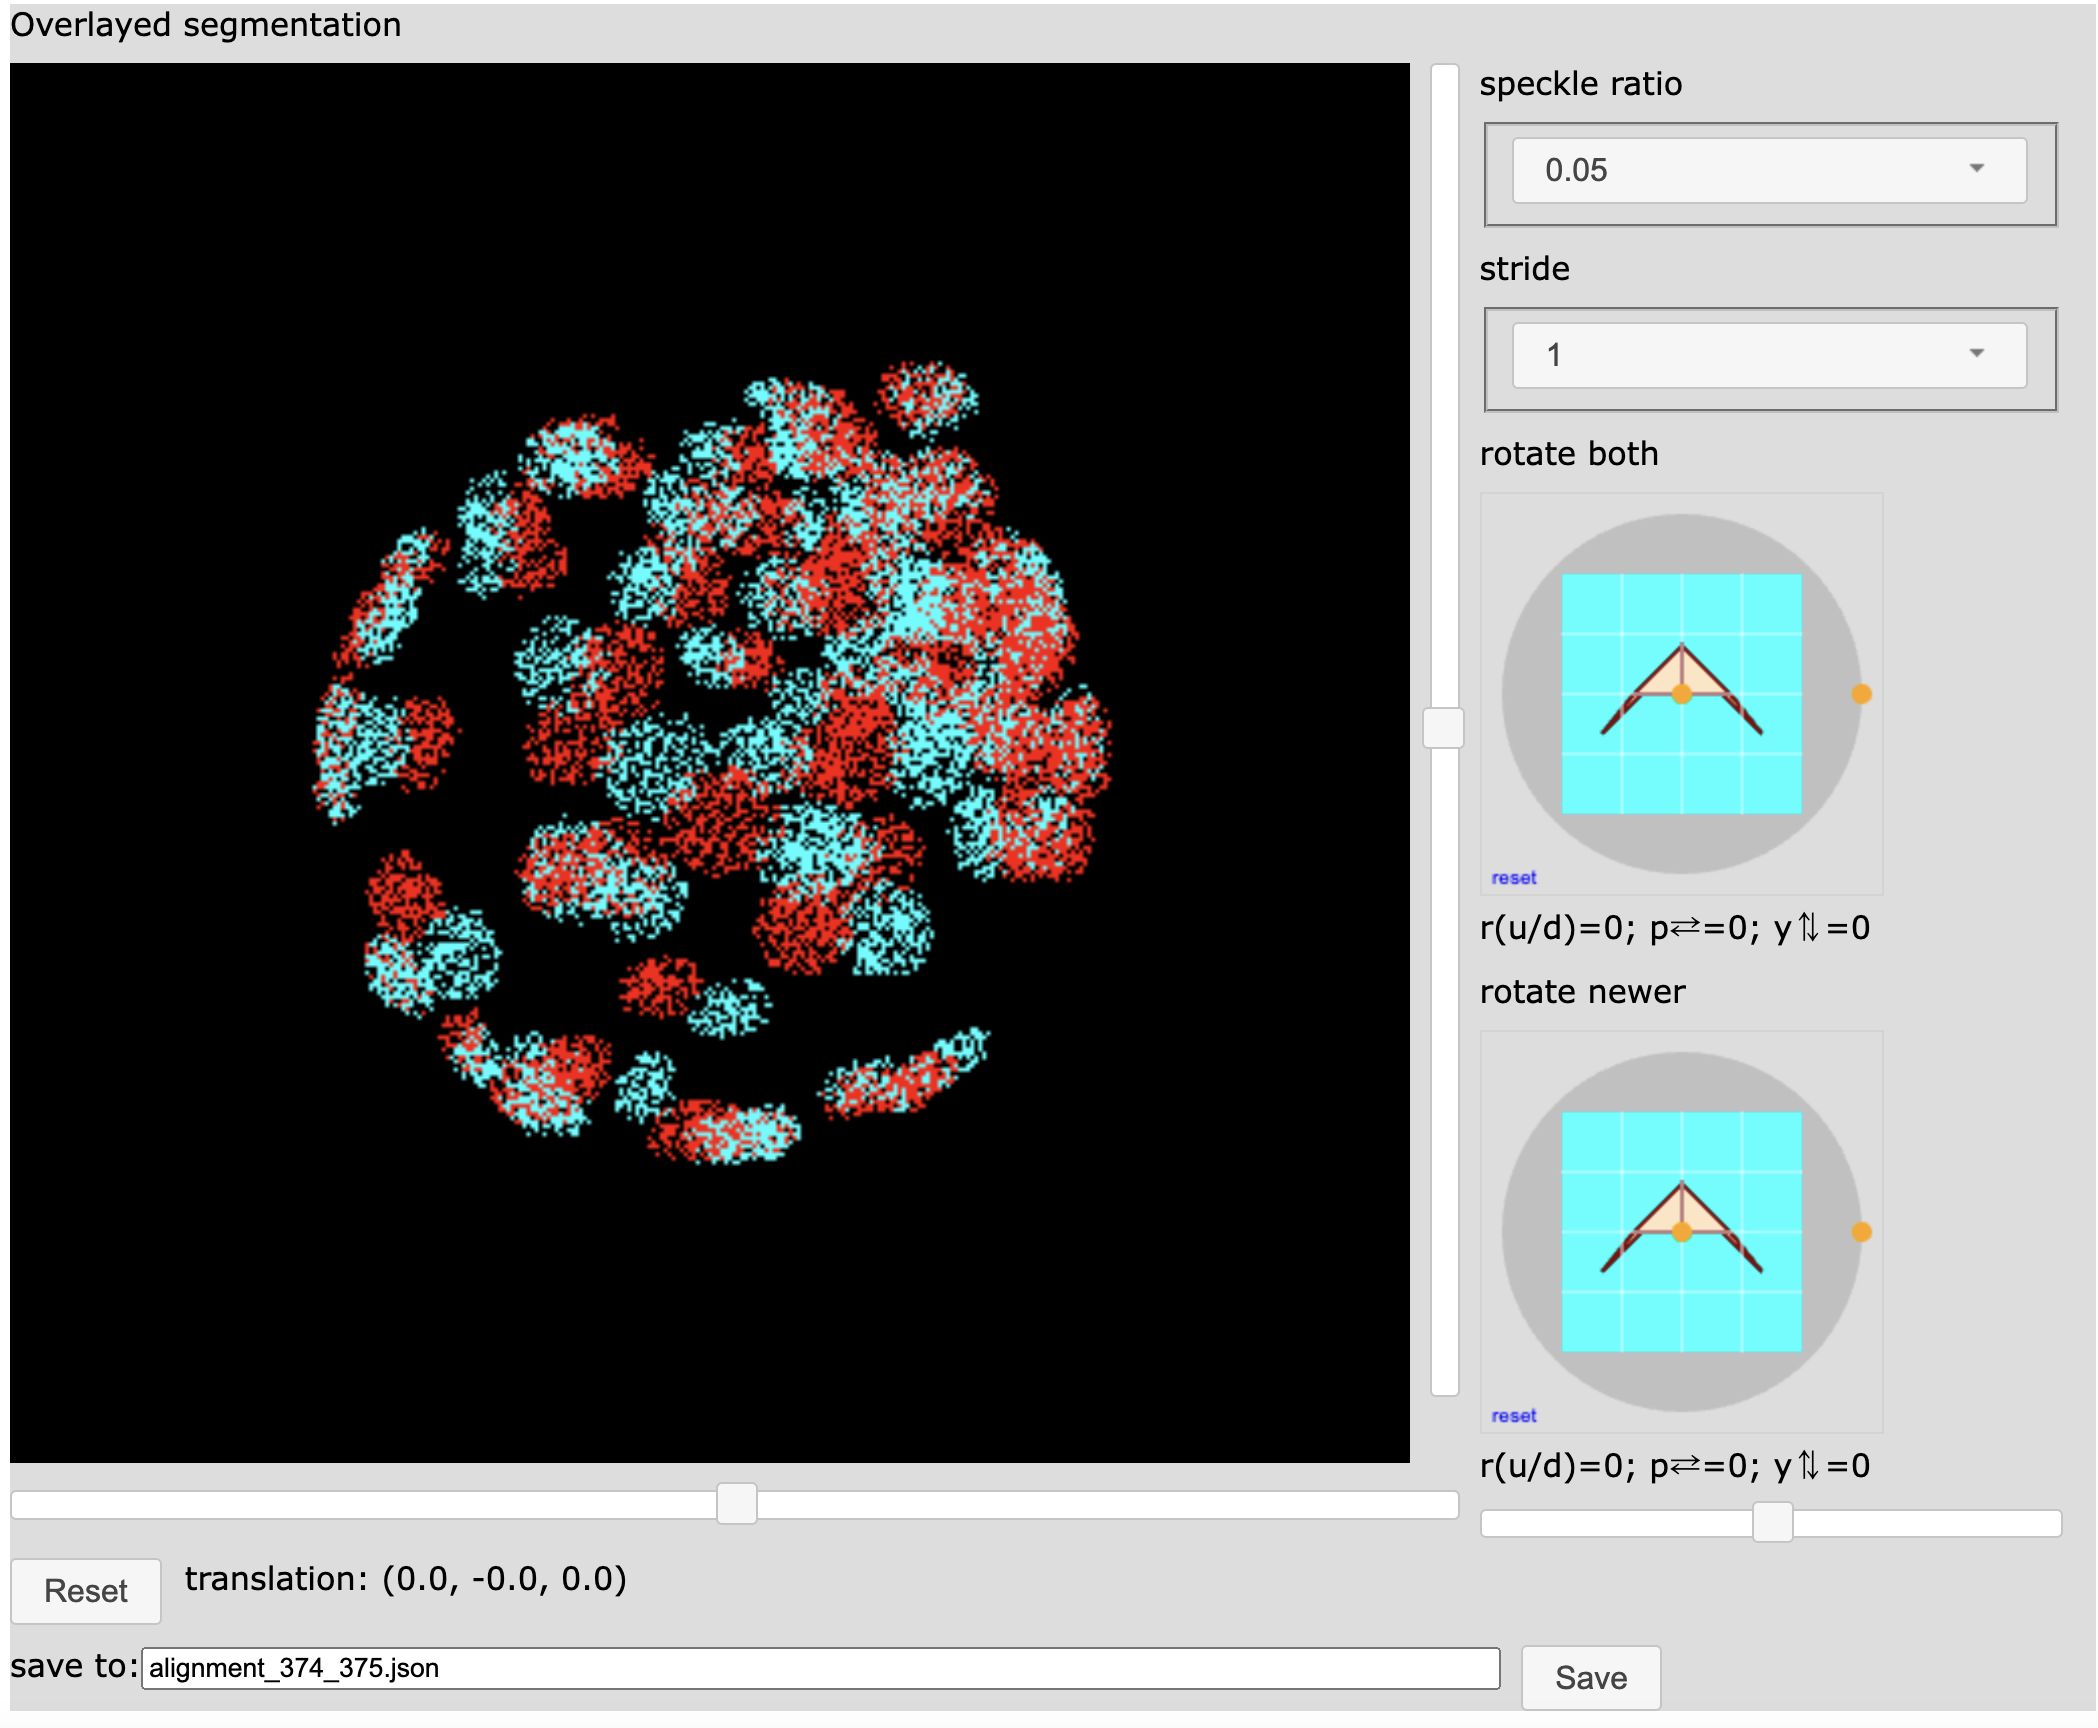 Overlayed segmentation
speckle ratio
0.05
stride
1
rotate both
reset
r(u/d)=0; p⇄=0; y⇅=0
rotate newer
reset
r(u/d)=0; p⇄=0; y⇅=0
Reset
translation: (0.0, -0.0, 0.0)
save to:
alignment_374_375.json
Save